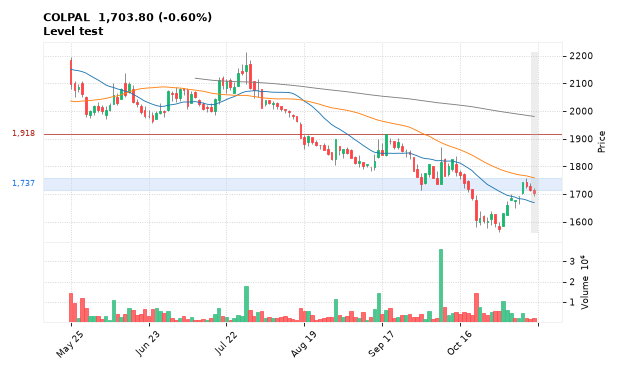 COLPAL 1,703.80 (-0.60%)
Level test
2200
2100
2000
1900
1800
1700
1600
Price
1,918
1,737
3
2
1
Volume 10⁶
May 25
Jun 23
Jul 22
Aug 19
Sep 17
Oct 16